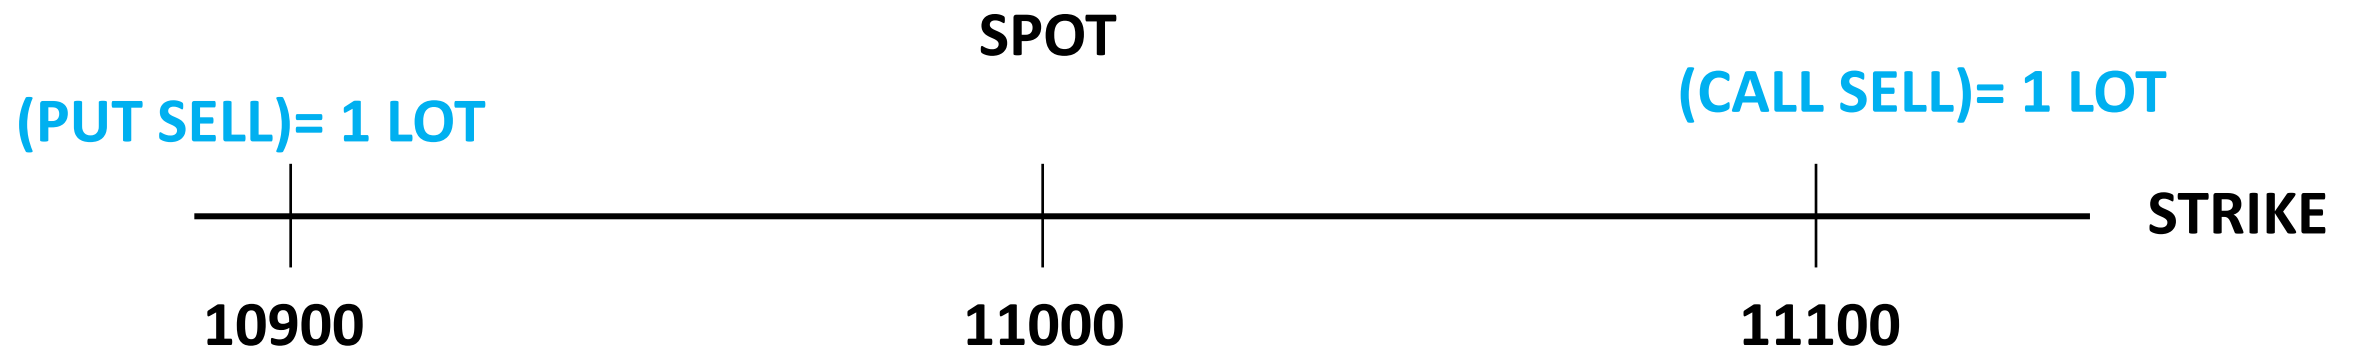 SPOT
(PUT SELL)= 1 LOT
(CALL SELL)= 1 LOT
STRIKE
10900
11000
11100